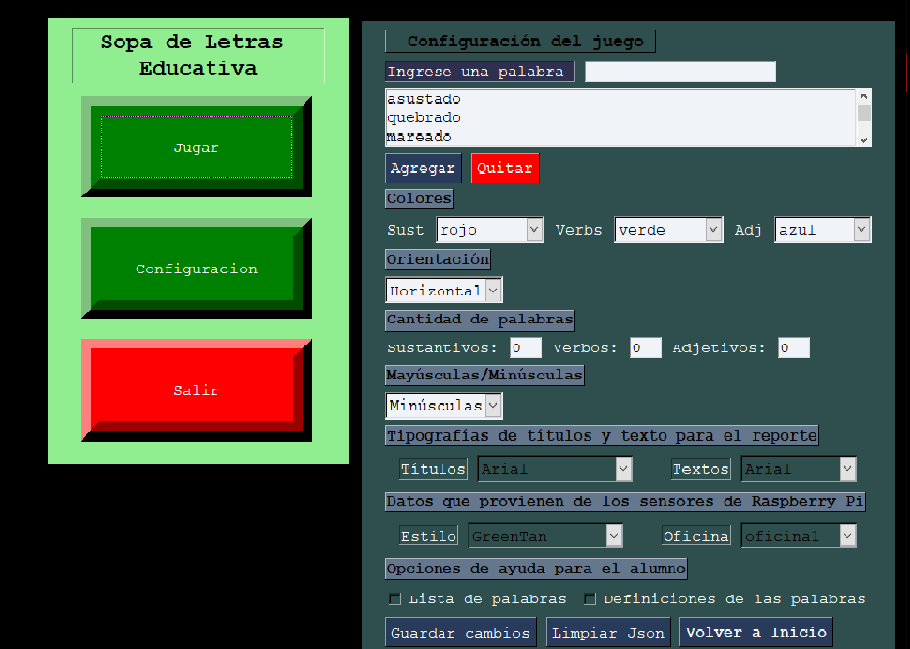 Sopa de Letras
Educativa
Jugar
Configuracion
Salir
Configuración del juego
Ingrese una palabra
asustado
quebrado
mareado
Agregar Quitar
Colores
Sust rojo Verbs verde Adj azul
Orientación
Horizontal
Cantidad de palabras
Sustantivos: 0 Verbos: 0 Adjetivos: 0
Mayúsculas/Minúsculas
Minúsculas
Tipografías de títulos y texto para el reporte
Títulos Arial Textos Arial
Datos que provienen de los sensores de Raspberry Pi
Estilo GreenTan Oficina oficina1
Opciones de ayuda para el alumno
Lista de palabras Definiciones de las palabras
Guardar cambios Limpiar Json Volver a Inicio